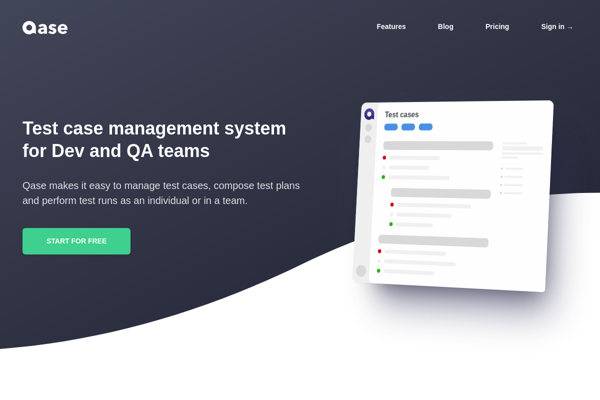 Qase
Features
Blog
Pricing
Sign in →
Test case management system
for Dev and QA teams
Qase makes it easy to manage test cases, compose test plans
and perform test runs as an individual or in a team.
START FOR FREE
Test cases